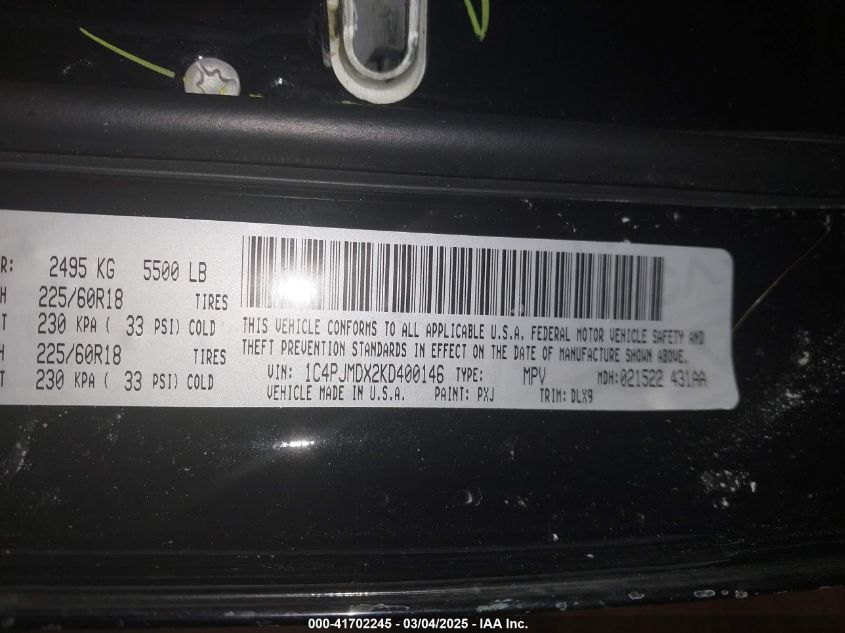 R: 2495 KG 5500 LB
H 225/60R18 TIRES
T 230 KPA ( 33 PSI) COLD
H 225/60R18 TIRES
T 230 KPA ( 33 PSI) COLD
THIS VEHICLE CONFORMS TO ALL APPLICABLE U.S.A. FEDERAL MOTOR VEHICLE SAFETY AND
THEFT PREVENTION STANDARDS IN EFFECT ON THE DATE OF MANUFACTURE SHOWN ABOVE.
VIN: 1C4PJMDX2KD400146 TYPE: MPV MDH:021522 431AA
VEHICLE MADE IN U.S.A. PAINT: PXJ TRIM: DLX9
000-41702245 - 03/04/2025 - IAA Inc.